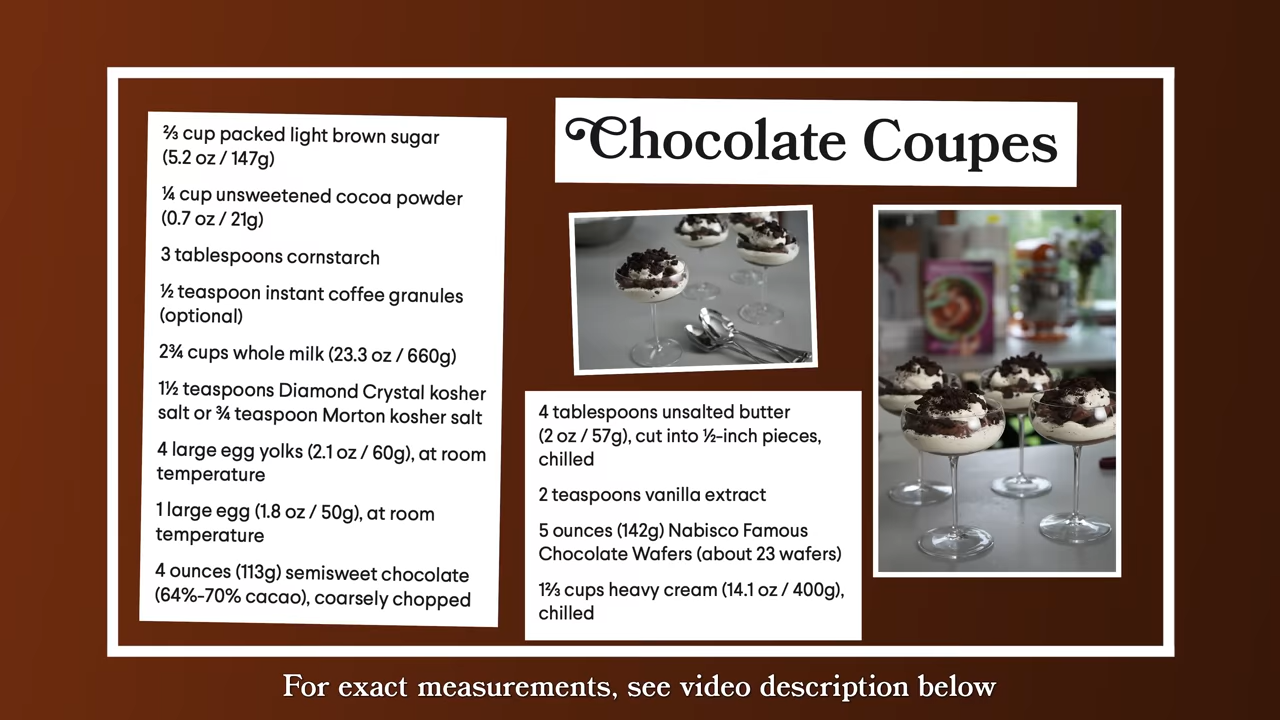 Chocolate Coupes
⅔ cup packed light brown sugar
(5.2 oz / 147g)
¼ cup unsweetened cocoa powder
(0.7 oz / 21g)
3 tablespoons cornstarch
½ teaspoon instant coffee granules
(optional)
2¾ cups whole milk (23.3 oz / 660g)
1½ teaspoons Diamond Crystal kosher
salt or ¾ teaspoon Morton kosher salt
4 large egg yolks (2.1 oz / 60g), at room
temperature
1 large egg (1.8 oz / 50g), at room
temperature
4 ounces (113g) semisweet chocolate
(64%-70% cacao), coarsely chopped
4 tablespoons unsalted butter
(2 oz / 57g), cut into ½-inch pieces,
chilled
2 teaspoons vanilla extract
5 ounces (142g) Nabisco Famous
Chocolate Wafers (about 23 wafers)
1⅔ cups heavy cream (14.1 oz / 400g),
chilled
For exact measurements, see video description below